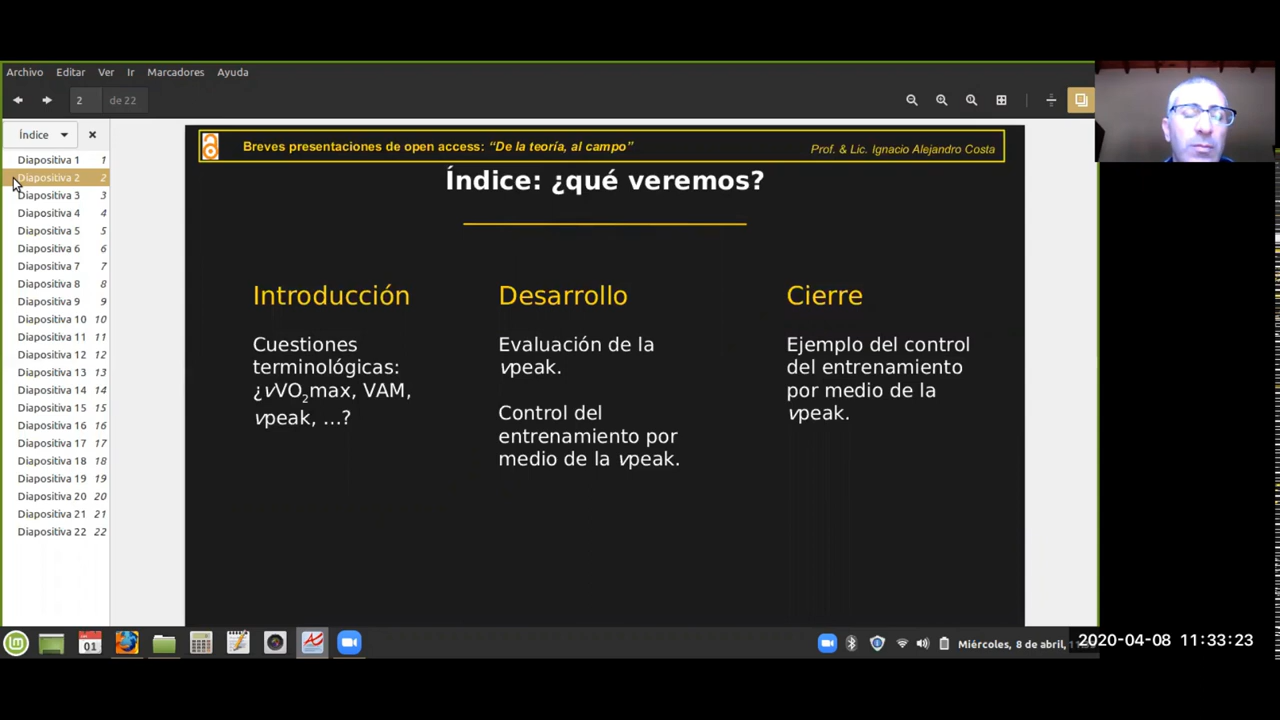 Archivo Editar Ver Ir Marcadores Ayuda
2 de 22
Índice
Diapositiva 1 1
Diapositiva 2 2
Diapositiva 3 3
Diapositiva 4 4
Diapositiva 5 5
Diapositiva 6 6
Diapositiva 7 7
Diapositiva 8 8
Diapositiva 9 9
Diapositiva 10 10
Diapositiva 11 11
Diapositiva 12 12
Diapositiva 13 13
Diapositiva 14 14
Diapositiva 15 15
Diapositiva 16 16
Diapositiva 17 17
Diapositiva 18 18
Diapositiva 19 19
Diapositiva 20 20
Diapositiva 21 21
Diapositiva 22 22
Breves presentaciones de open access: “De la teoría, al campo”
Prof. & Lic. Ignacio Alejandro Costa
Índice: ¿qué veremos?
Introducción
Cuestiones
terminológicas:
¿vVO₂max, VAM,
vpeak, ...?
Desarrollo
Evaluación de la
vpeak.
Control del
entrenamiento por
medio de la vpeak.
Cierre
Ejemplo del control
del entrenamiento
por medio de la
vpeak.
01
Miércoles, 8 de abril,
2020-04-08 11:33:23